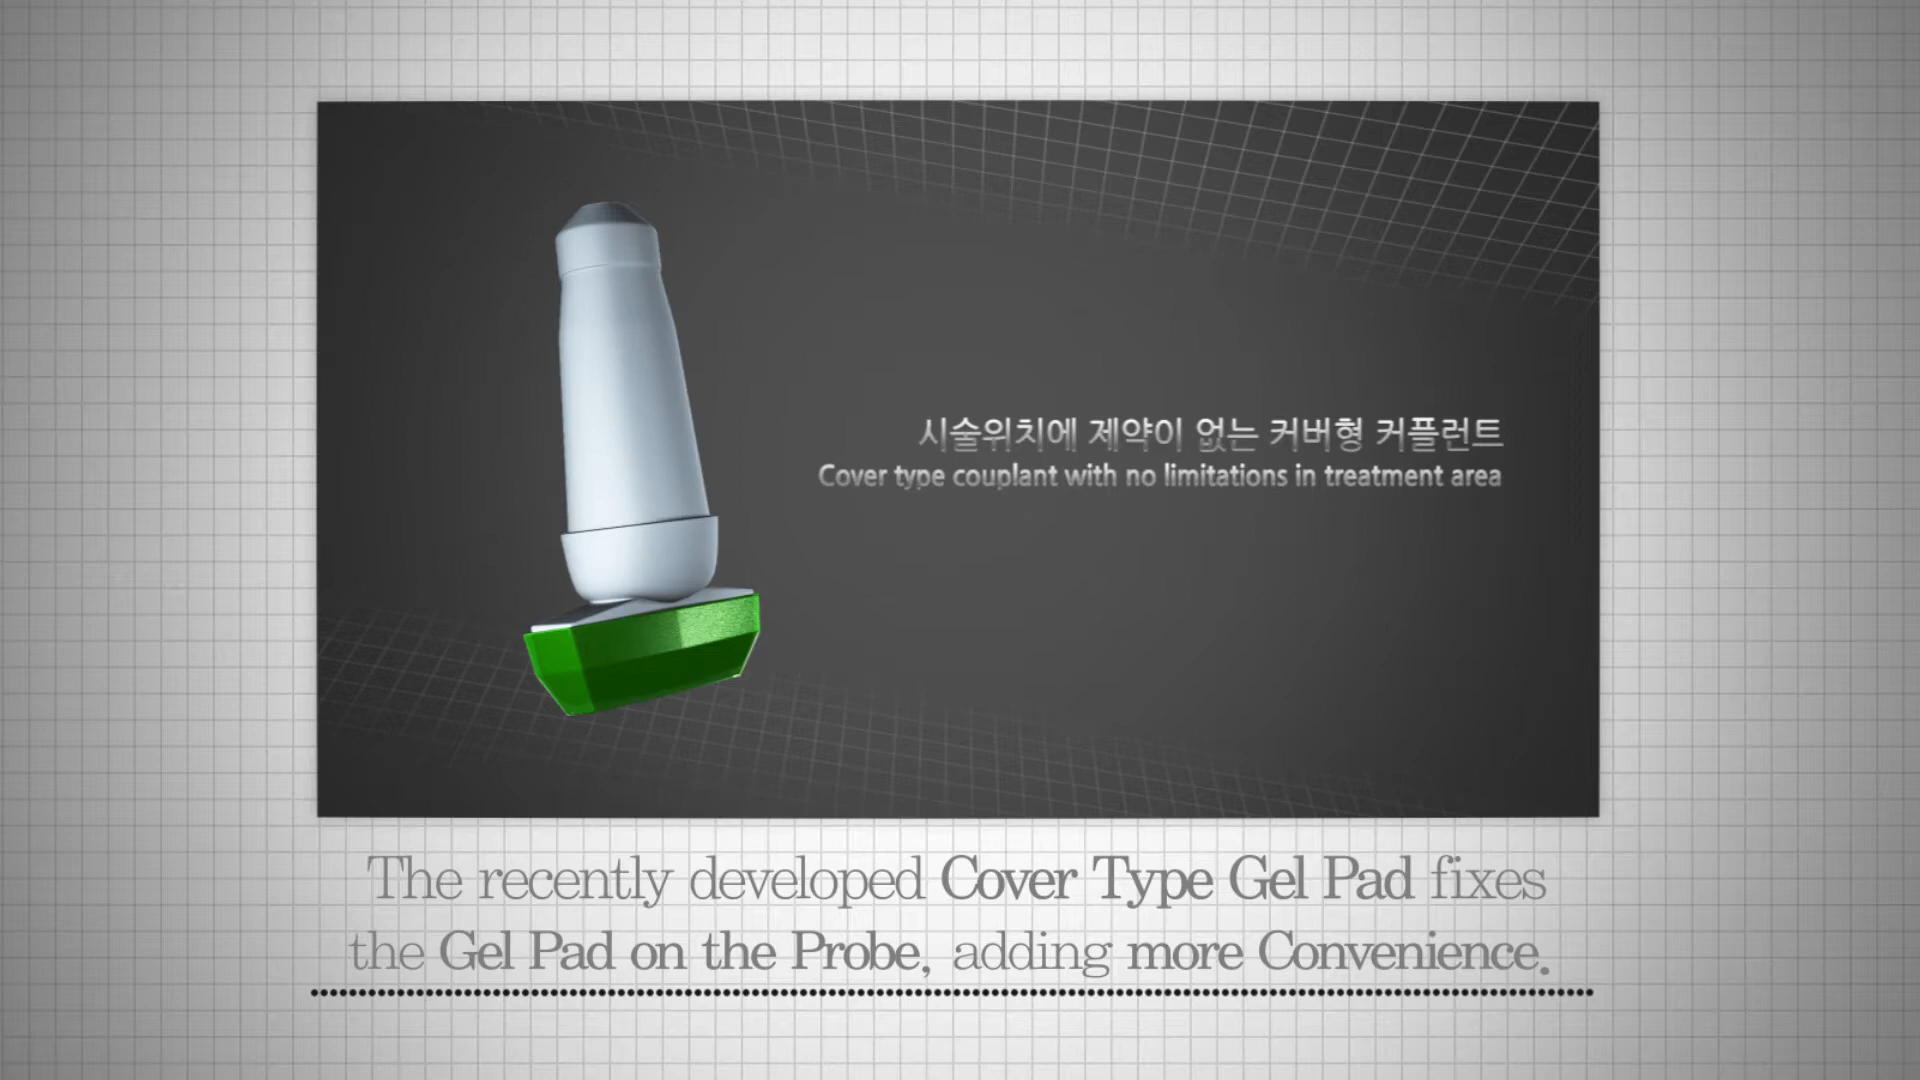 시술위치에 제약이 없는 커버형 커플런트
Cover type couplant with no limitations in treatment area
The recently developed Cover Type Gel Pad fixes
the Gel Pad on the Probe, adding more Convenience.